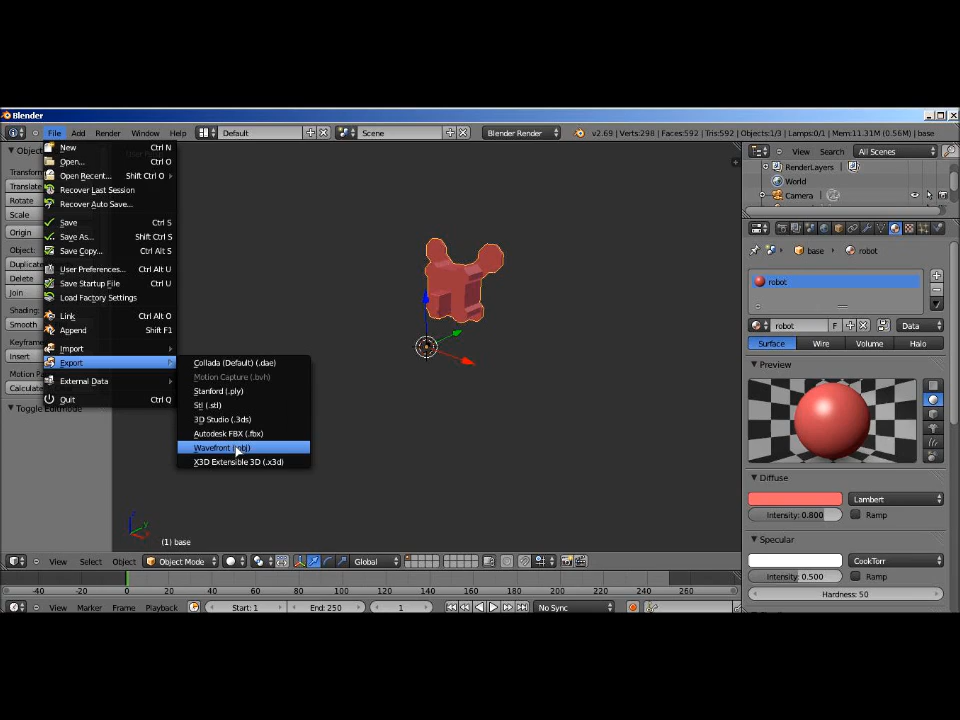 Blender
File Add Render Window Help Default Scene Blender Render v2.69 | Verts:298 | Faces:592 | Tris:592 | Objects:1/3 | Lamps:0/1 | Mem:11.31M (0.56M) | base
New Ctrl N
Open... Ctrl O
Open Recent... Shift Ctrl O
Recover Last Session
Recover Auto Save...
Save Ctrl S
Save As... Shift Ctrl S
Save Copy... Ctrl Alt S
User Preferences... Ctrl Alt U
Save Startup File Ctrl U
Load Factory Settings
Link Ctrl Alt O
Append Shift F1
Import
Export
External Data
Quit Ctrl Q
Collada (Default) (.dae)
Motion Capture (.bvh)
Stanford (.ply)
Stl (.stl)
3D Studio (.3ds)
Autodesk FBX (.fbx)
Wavefront (.obj)
X3D Extensible 3D (.x3d)
Transform
Translate
Rotate
Scale
Origin
Object:
Duplicate
Delete
Join
Shading:
Smooth
Keyframe
Insert
Motion Pa
Calculate
Toggle Editmode
(1) base
View Select Object Object Mode Global
-40 -20 0 20 40 60 80 100 120 140 160 180 200 220 240 260
View Marker Frame Playback Start: 1 End: 250 1 No Sync
View Search All Scenes
RenderLayers
World
Camera
base robot
robot
robot F Data
Surface Wire Volume Halo
Preview
Diffuse
Lambert
Intensity: 0.800 Ramp
Specular
CookTorr
Intensity: 0.500 Ramp
Hardness: 50